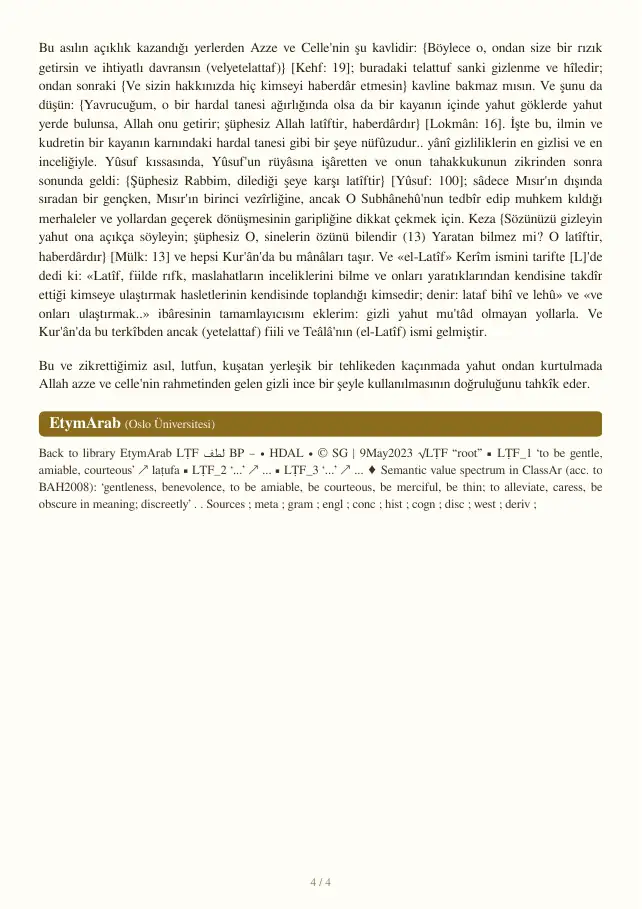 Bu asılın açıklık kazandığı yerlerden Azze ve Celle'nin şu kavlidir: {Böylece o, ondan size bir rızık
getirsin ve ihtiyatlı davransın (velyetelattaf)} [Kehf: 19]; buradaki telattuf sanki gizlenme ve hîledir;
ondan sonraki {Ve sizin hakkınızda hiç kimseyi haberdâr etmesin} kavline bakmaz mısın. Ve şunu da
düşün: {Yavrucuğum, o bir hardal tanesi ağırlığında olsa da bir kayanın içinde yahut göklerde yahut
yerde bulunsa, Allah onu getirir; şüphesiz Allah latîftir, haberdârdır} [Lokmân: 16]. İşte bu, ilmin ve
kudretin bir kayanın karnındaki hardal tanesi gibi bir şeye nüfûzudur.. yânî gizliliklerin en gizlisi ve en
inceliğiyle. Yûsuf kıssasında, Yûsuf'un rüyâsına işâretten ve onun tahakkukunun zikrinden sonra
sonunda geldi: {Şüphesiz Rabbim, dilediği şeye karşı latîftir} [Yûsuf: 100]; sâdece Mısır'ın dışında
sıradan bir gençken, Mısır'ın birinci vezîrliğine, ancak O Subhânehû'nun tedbîr edip muhkem kıldığı
merhaleler ve yollardan geçerek dönüşmesinin garipliğine dikkat çekmek için. Keza {Sözünüzü gizleyin
yahut ona açıkça söyleyin; şüphesiz O, sinelerin özünü bilendir (13) Yaratan bilmez mi? O latîftir,
haberdârdır} [Mülk: 13] ve hepsi Kur'ân'da bu mânâları taşır. Ve «el-Latîf» Kerîm ismini tarifte [L]'de
dedi ki: «Latîf, fiilde rıfk, maslahatların inceliklerini bilme ve onları yaratıklarından kendisine takdîr
ettiği kimseye ulaştırmak hasletlerinin kendisinde toplandığı kimsedir; denir: lataf bihî ve lehû» ve «ve
onları ulaştırmak..» ibâresinin tamamlayıcısını eklerim: gizli yahut mu'tâd olmayan yollarla. Ve
Kur'ân'da bu terkîbden ancak (yetelattaf) fiili ve Teâlâ'nın (el-Latîf) ismi gelmiştir.
Bu ve zikrettiğimiz asıl, lutfun, kuşatan yerleşik bir tehlikeden kaçınmada yahut ondan kurtulmada
Allah azze ve celle'nin rahmetinden gelen gizli ince bir şeyle kullanılmasının doğruluğunu tahkîk eder.
EtymArab (Oslo Üniversitesi)
Back to library EtymArab LṬF لطف BP – • HDAL • © SG | 9May2023 √LṬF “root” ▪ LṬF_1 ‘to be gentle,
amiable, courteous’ ↗ laṭufa ▪ LṬF_2 ‘...’ ↗ ... ▪ LṬF_3 ‘...’ ↗ ... ♦ Semantic value spectrum in ClassAr (acc. to
BAH2008): ‘gentleness, benevolence, to be amiable, be courteous, be merciful, be thin; to alleviate, caress, be
obscure in meaning; discreetly’ . . Sources ; meta ; gram ; engl ; conc ; hist ; cogn ; disc ; west ; deriv ;
4 / 4